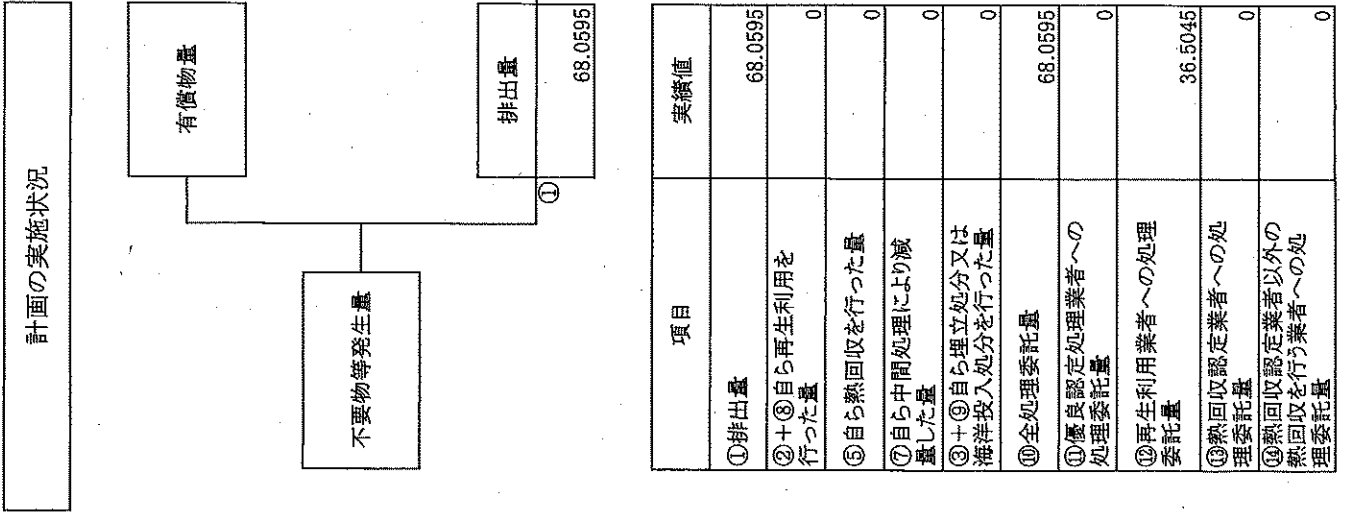 計画の実施状況
有償物量
不要物等発生量
排出量
①
68.0595
項目
実績値
①排出量
68.0595
②+⑧自ら再生利用を
行った量
0
⑤自ら熱回収を行った量
0
⑦自ら中間処理により減
量した量
0
③+⑨自ら埋立処分又は
海洋投入処分を行った量
0
⑩全処理委託量
68.0595
⑪優良認定処理業者への
処理委託量
0
⑫再生利用業者への処理
委託量
36.5045
⑬熱回収認定業者への処
理委託量
0
⑭熱回収認定業者以外の
熱回収を行う業者への処
理委託量
0